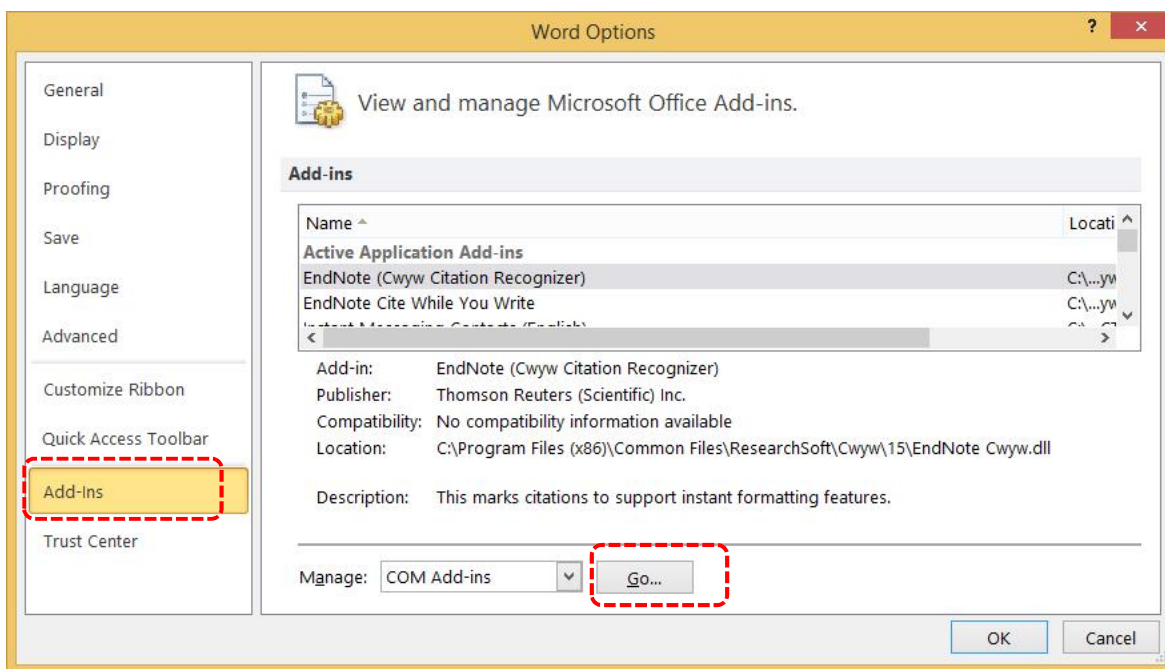 Word Options
?
General
Display
Proofing
Save
Language
Advanced
Customize Ribbon
Quick Access Toolbar
Add-Ins
Trust Center
View and manage Microsoft Office Add-ins.
Add-ins
Name Locati
Active Application Add-ins
EndNote (Cwyw Citation Recognizer) C:\...yw
EndNote Cite While You Write C:\...yw
Add-in: EndNote (Cwyw Citation Recognizer)
Publisher: Thomson Reuters (Scientific) Inc.
Compatibility: No compatibility information available
Location: C:\Program Files (x86)\Common Files\ResearchSoft\Cwyw\15\EndNote Cwyw.dll
Description: This marks citations to support instant formatting features.
Manage: COM Add-ins Go...
OK Cancel